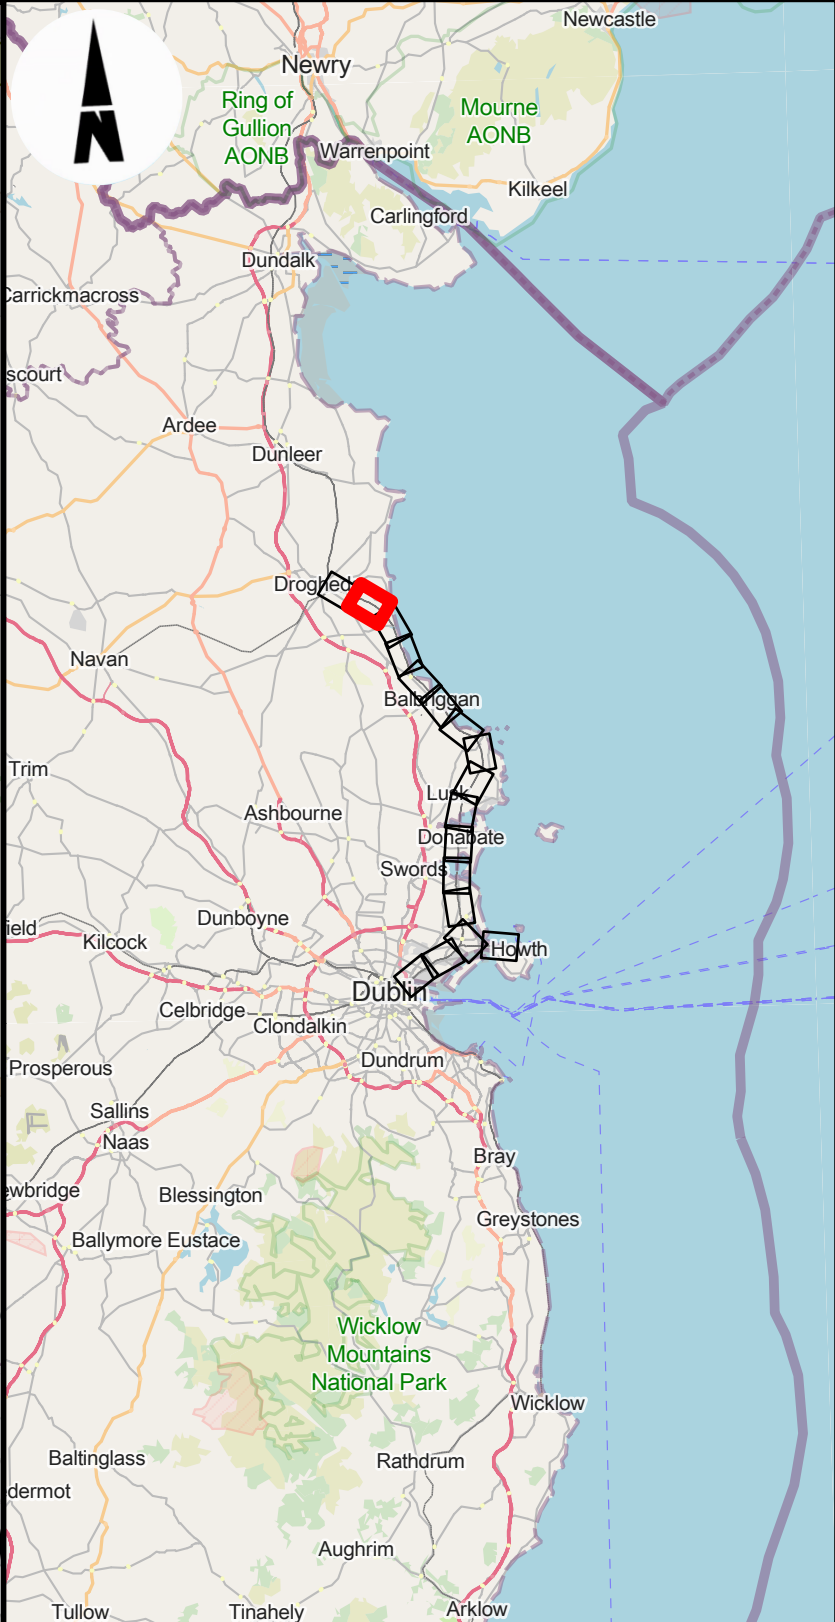 Newcastle
Newry
Ring of
Gullion
AONB
Mourne
AONB
N
Warrenpoint
Kilkeel
Carlingford
Dundalk
Carrickmacross
scourt
Ardee
Dunleer
Droghed
Navan
Balbriggan
Trim
Lusk
Ashbourne
Donabate
Swords
Dunboyne
ield
Kilcock
Howth
Dublin
Celbridge
Clondalkin
Dundrum
Prosperous
Sallins
Naas
Bray
ewbridge
Blessington
Greystones
Ballymore Eustace
Wicklow
Mountains
National Park
Wicklow
Baltinglass
Rathdrum
dermot
Aughrim
Tullow
Tinahely
Arklow